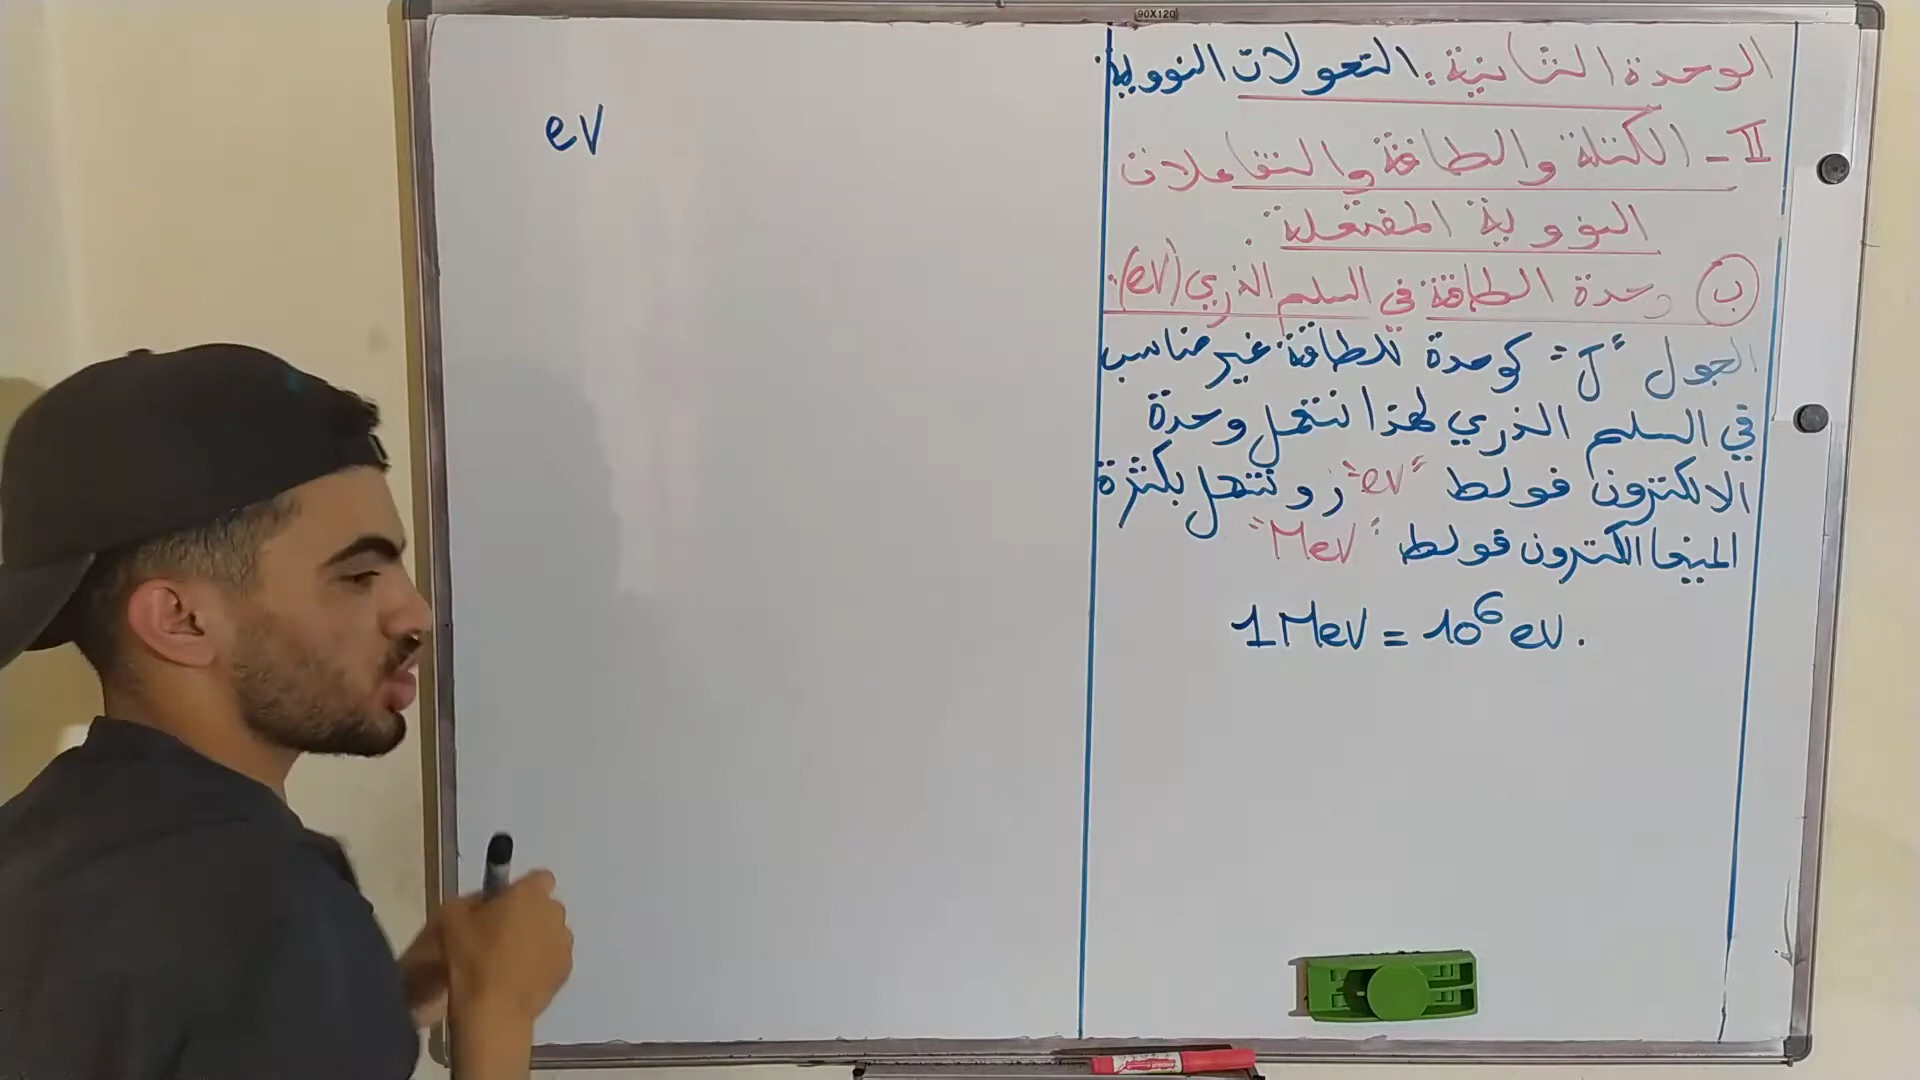 90X120
الوحدة الثانية: التحولات النووية.
II - الكتلة والطاقة والتفاعلات
النووية المفتعلة
ب وحدة الطاقة في السلم الذري (eV).
الجول "J" كوحدة للطاقة غير مناسب
في السلم الذري لهذا نستعمل وحدة
الالكترون فولط "eV" ونستعمل بكثرة
الميغا الكترون فولط "MeV"
1 MeV = 10⁶ eV.
eV